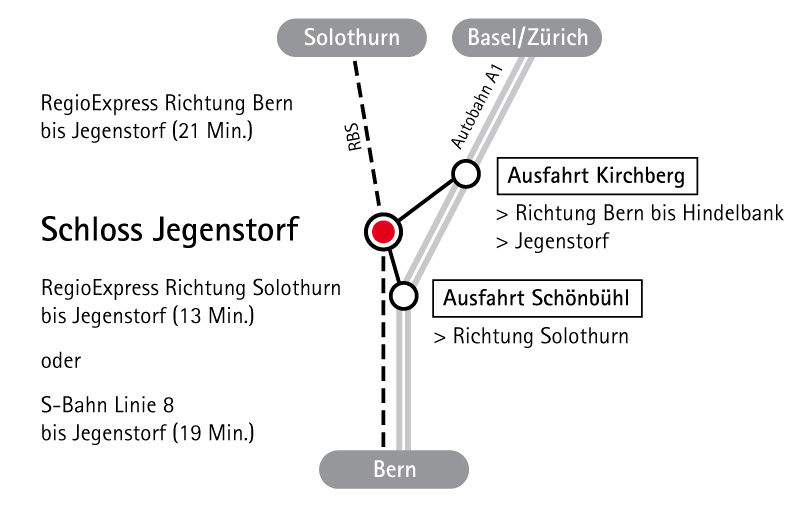 Solothurn
Basel/Zürich
RegioExpress Richtung Bern
bis Jegenstorf (21 Min.)
RBS
Autobahn A1
Ausfahrt Kirchberg
> Richtung Bern bis Hindelbank
> Jegenstorf
Schloss Jegenstorf
RegioExpress Richtung Solothurn
bis Jegenstorf (13 Min.)
oder
S-Bahn Linie 8
bis Jegenstorf (19 Min.)
Ausfahrt Schönbühl
> Richtung Solothurn
Bern